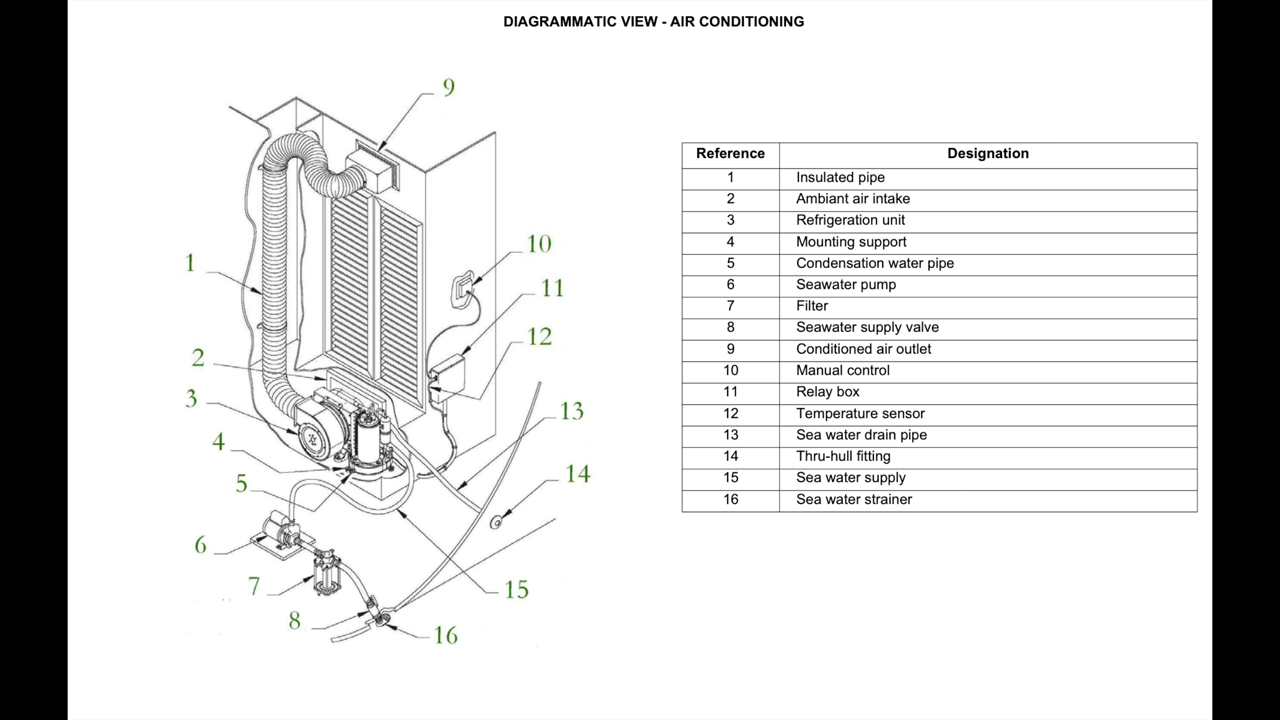 DIAGRAMMATIC VIEW - AIR CONDITIONING
9
10
1
11
12
2
3
13
4
14
5
6
7
15
8
16
Reference Designation
1 Insulated pipe
2 Ambiant air intake
3 Refrigeration unit
4 Mounting support
5 Condensation water pipe
6 Seawater pump
7 Filter
8 Seawater supply valve
9 Conditioned air outlet
10 Manual control
11 Relay box
12 Temperature sensor
13 Sea water drain pipe
14 Thru-hull fitting
15 Sea water supply
16 Sea water strainer